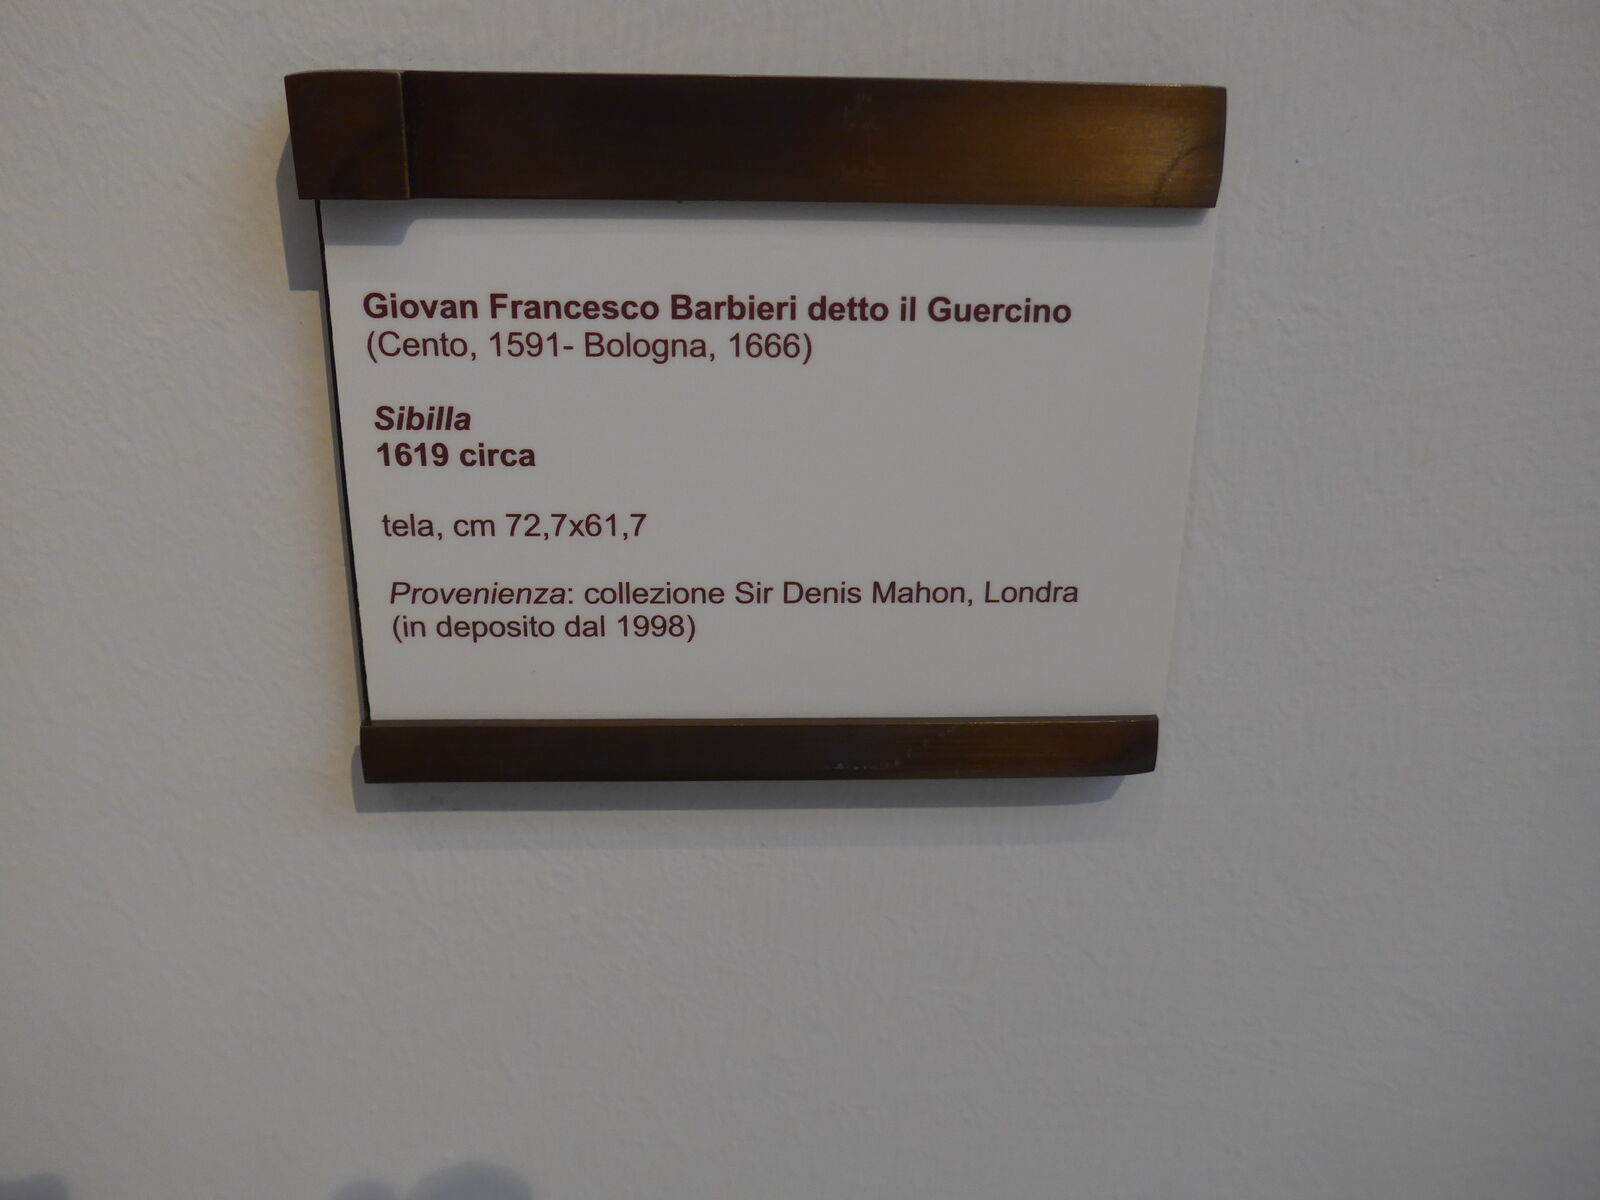 Giovan Francesco Barbieri detto il Guercino
(Cento, 1591- Bologna, 1666)
Sibilla
1619 circa
tela, cm 72,7x61,7
Provenienza: collezione Sir Denis Mahon, Londra
(in deposito dal 1998)